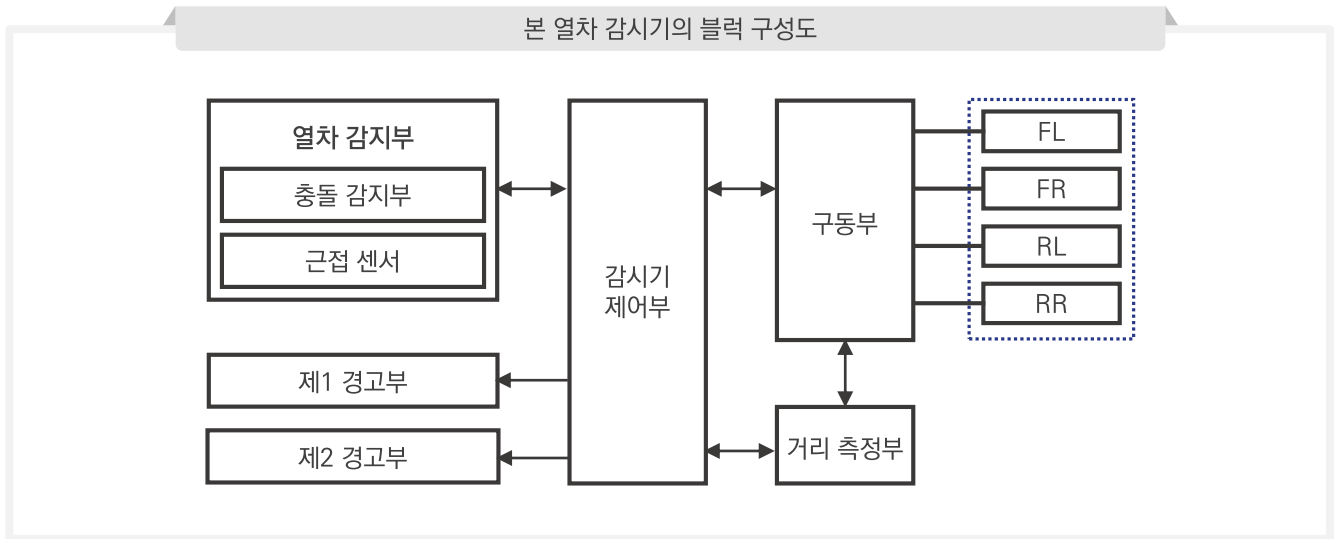 본 열차 감시기의 블럭 구성도
열차 감지부
충돌 감지부
근접 센서
제1 경고부
제2 경고부
감시기
제어부
구동부
거리 측정부
FL
FR
RL
RR